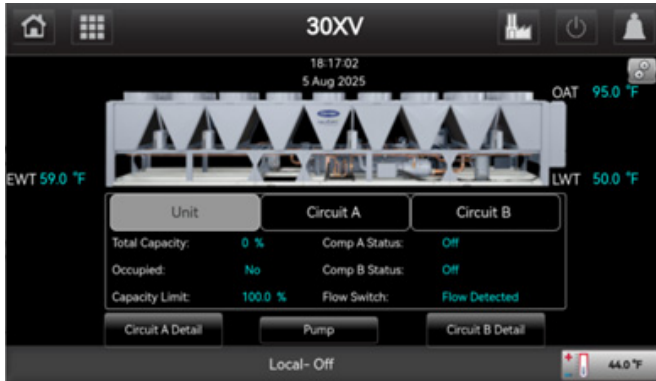 30XV
18:17:02
5 Aug 2025
OAT 95.0 °F
EWT 59.0 °F
LWT 50.0 °F
Unit Circuit A Circuit B
Total Capacity: 0 % Comp A Status: Off
Occupied: No Comp B Status: Off
Capacity Limit: 100.0 % Flow Switch: Flow Detected
Circuit A Detail Pump Circuit B Detail
Local- Off
44.0 °F